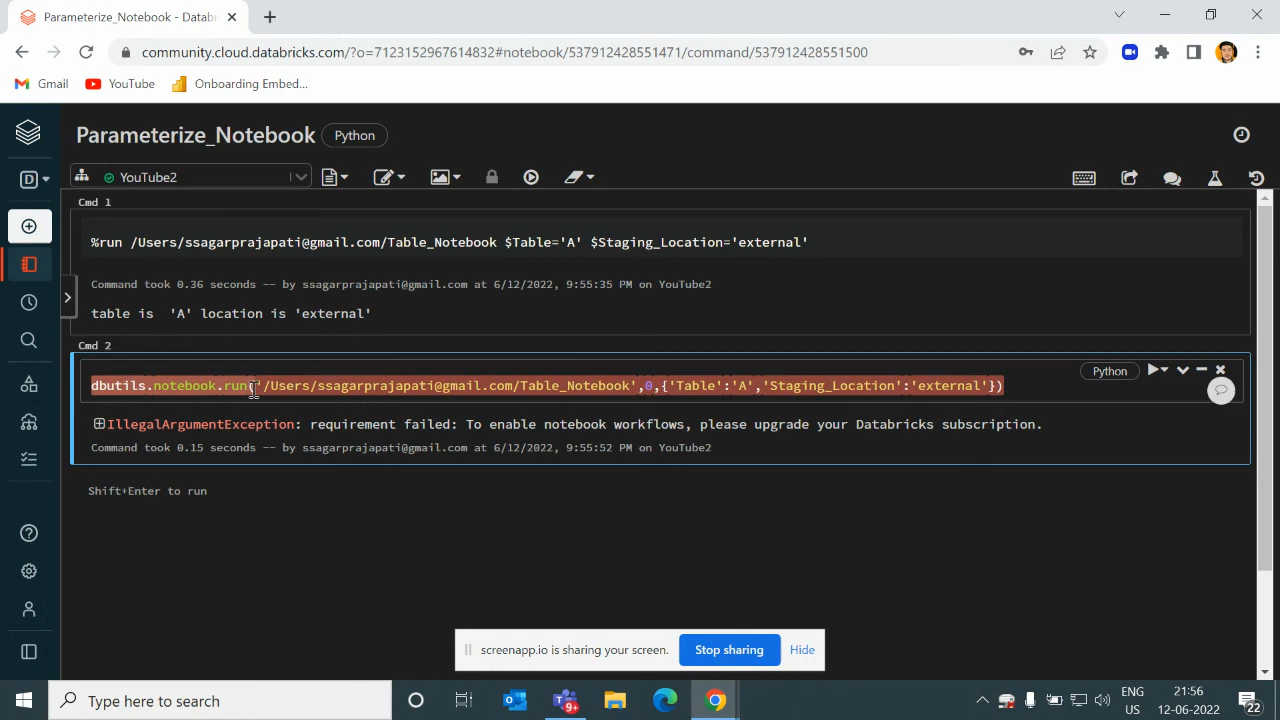 Parameterize_Notebook - Databr
community.cloud.databricks.com/?o=7123152967614832#notebook/537912428551471/command/537912428551500
Gmail
YouTube
Onboarding Embed...
Parameterize_Notebook
Python
D
YouTube2
Cmd 1
%run /Users/ssagarprajapati@gmail.com/Table_Notebook $Table='A' $Staging_Location='external'
Command took 0.36 seconds -- by ssagarprajapati@gmail.com at 6/12/2022, 9:55:35 PM on YouTube2
table is  'A' location is 'external'
Cmd 2
Python
dbutils.notebook.run('/Users/ssagarprajapati@gmail.com/Table_Notebook',0,{'Table':'A','Staging_Location':'external'})
IllegalArgumentException: requirement failed: To enable notebook workflows, please upgrade your Databricks subscription.
Command took 0.15 seconds -- by ssagarprajapati@gmail.com at 6/12/2022, 9:55:52 PM on YouTube2
Shift+Enter to run
screenapp.io is sharing your screen.
Stop sharing
Hide
Type here to search
9+
ENG
US
21:56
12-06-2022
22